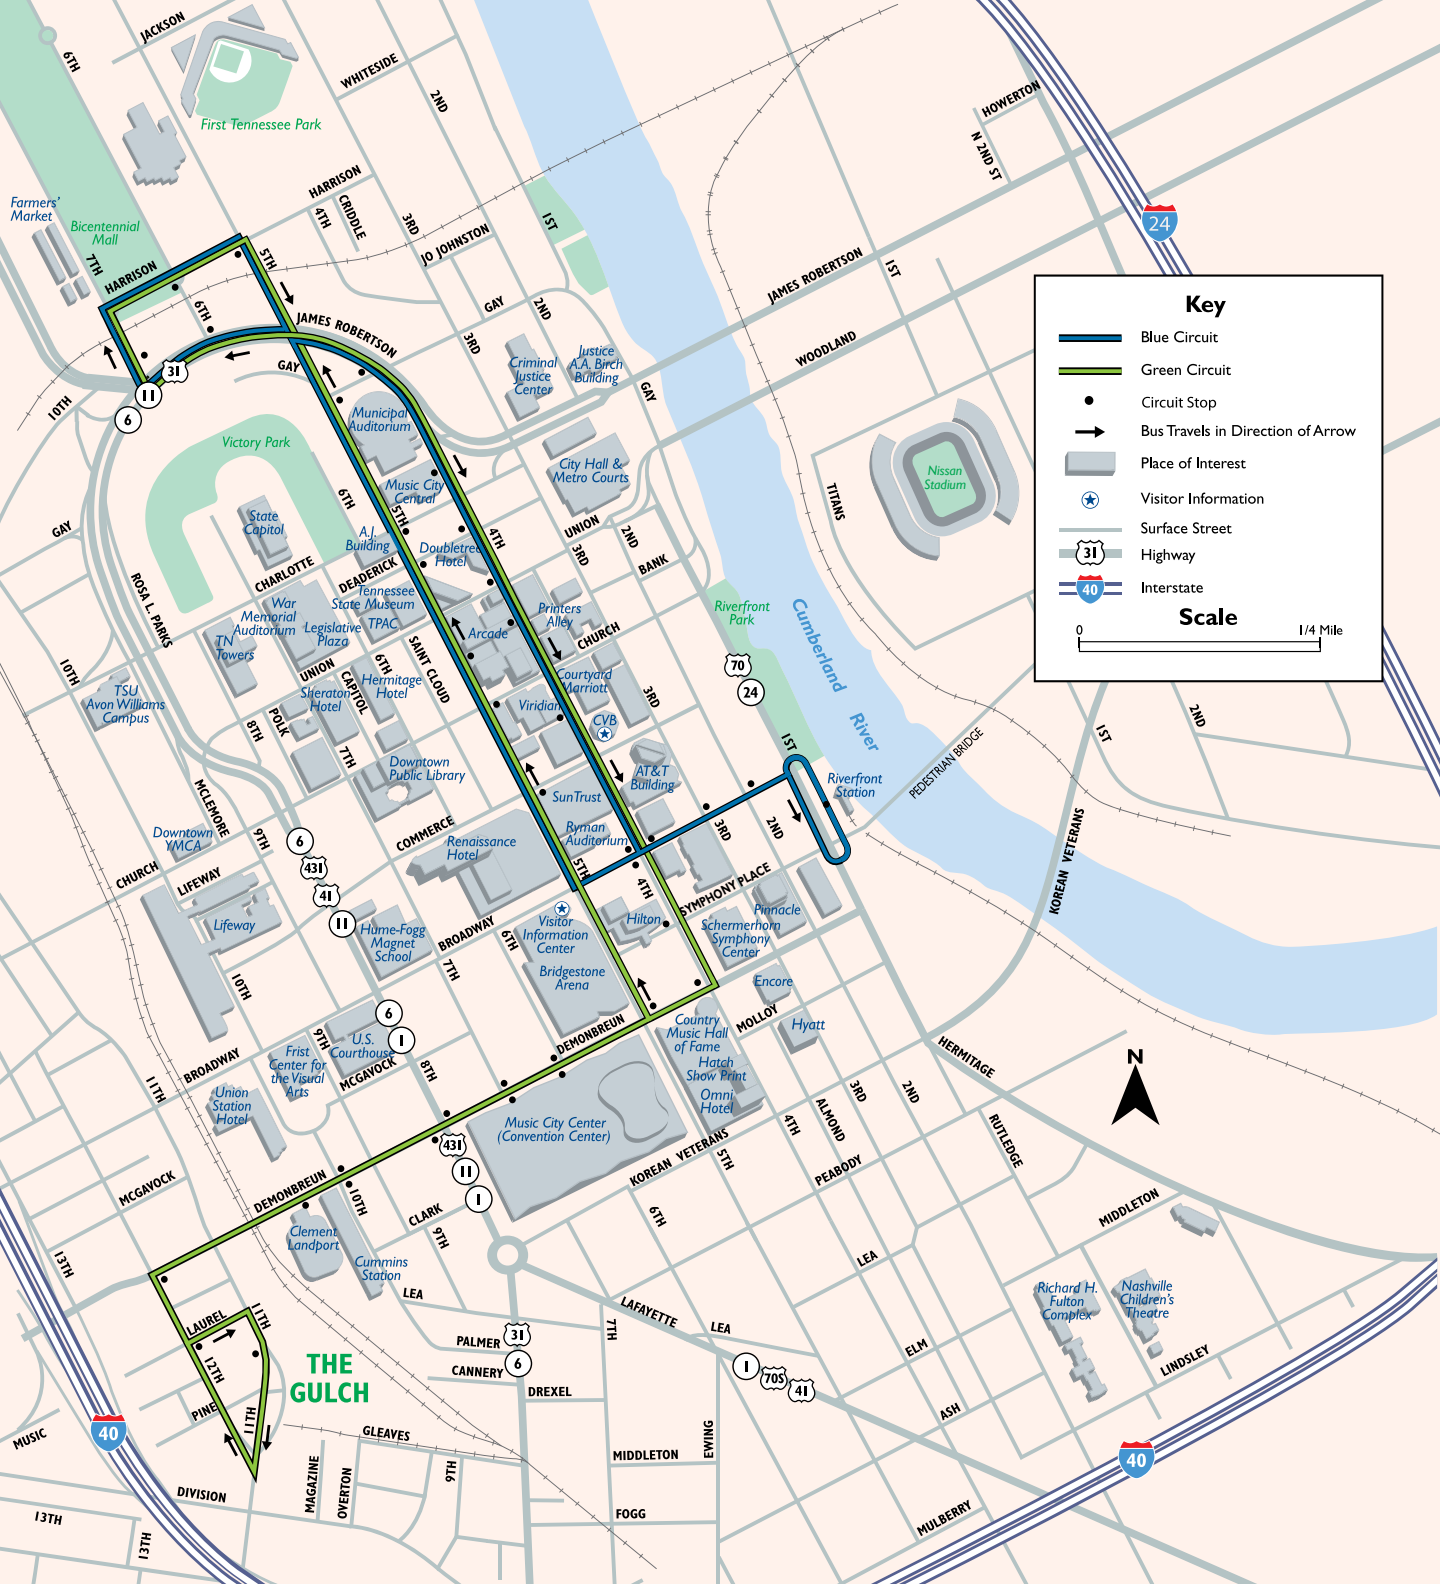 JACKSON
6TH
WHITESIDE
2ND
First Tennessee Park
HOWERTON
N 2ND ST
HARRISON
4TH
CRIDDLE
3RD
JO JOHNSTON
1ST
24
Farmers'
Market
Bicentennial
Mall
7TH
HARRISON
5TH
6TH
JAMES ROBERTSON
GAY
2ND
3RD
JAMES ROBERTSON
1ST
WOODLAND
JAMES ROBERTSON
GAY
31
11
6
10TH
Criminal
Justice
Center
Justice
A.A. Birch
Building
GAY
Key
Blue Circuit
Green Circuit
Circuit Stop
Bus Travels in Direction of Arrow
Place of Interest
Visitor Information
Surface Street
31
Highway
40
Interstate
Scale
0
1/4 Mile
Municipal
Auditorium
Victory Park
City Hall &
Metro Courts
Nissan
Stadium
TITANS
Music City
Central
6TH
5TH
State
Capitol
A.J.
Building
Doubletree
Hotel
4TH
UNION
2ND
3RD
BANK
GAY
ROSA L. PARKS
CHARLOTTE
DEADERICK
Tennessee
State Museum
TPAC
War
Memorial
Auditorium
Legislative
Plaza
TN
Towers
Arcade
Printers
Alley
CHURCH
Riverfront
Park
Cumberland
River
70
24
10TH
TSU
Avon Williams
Campus
UNION
6TH
CAPITOL
SAINT CLOUD
Hermitage
Hotel
Sheraton
Hotel
POLK
8TH
7TH
Courtyard
Marriott
3RD
Viridian
CVB
1ST
PEDESTRIAN BRIDGE
1ST
2ND
Downtown
Public Library
AT&T
Building
SunTrust
Riverfront
Station
MCLEMORE
9TH
Downtown
YMCA
COMMERCE
Renaissance
Hotel
Ryman
Auditorium
3RD
2ND
5TH
4TH
SYMPHONY PLACE
KOREAN VETERANS
6
431
41
11
CHURCH
LIFEWAY
Lifeway
Hume-Fogg
Magnet
School
BROADWAY
6TH
7TH
Visitor
Information
Center
Hilton
Pinnacle
Schermerhorn
Symphony
Center
Bridgestone
Arena
Encore
10TH
6
1
DEMONBREUN
Country
Music Hall
of Fame
MOLLOY
Hyatt
Hatch
Show Print
Omni
Hotel
HERMITAGE
N
BROADWAY
9TH
U.S.
Courthouse
MCGAVOCK
Frist
Center for
the Visual
Arts
8TH
11TH
Union
Station
Hotel
Music City Center
(Convention Center)
3RD
2ND
ALMOND
4TH
RUTLEDGE
431
11
1
KOREAN VETERANS
5TH
PEABODY
MCGAVOCK
DEMONBREUN
10TH
CLARK
9TH
6TH
MIDDLETON
Clement
Landport
Cummins
Station
LEA
13TH
LEA
LAFAYETTE
LEA
Richard H.
Fulton
Complex
Nashville
Children's
Theatre
LAUREL
11TH
12TH
THE
GULCH
PALMER
31
6
CANNERY
7TH
ELM
LINDSLEY
1
70S
41
DREXEL
PINE
11TH
ASH
MUSIC
40
GLEAVES
EWING
MIDDLETON
40
9TH
MAGAZINE
OVERTON
DIVISION
FOGG
MULBERRY
13TH
13TH